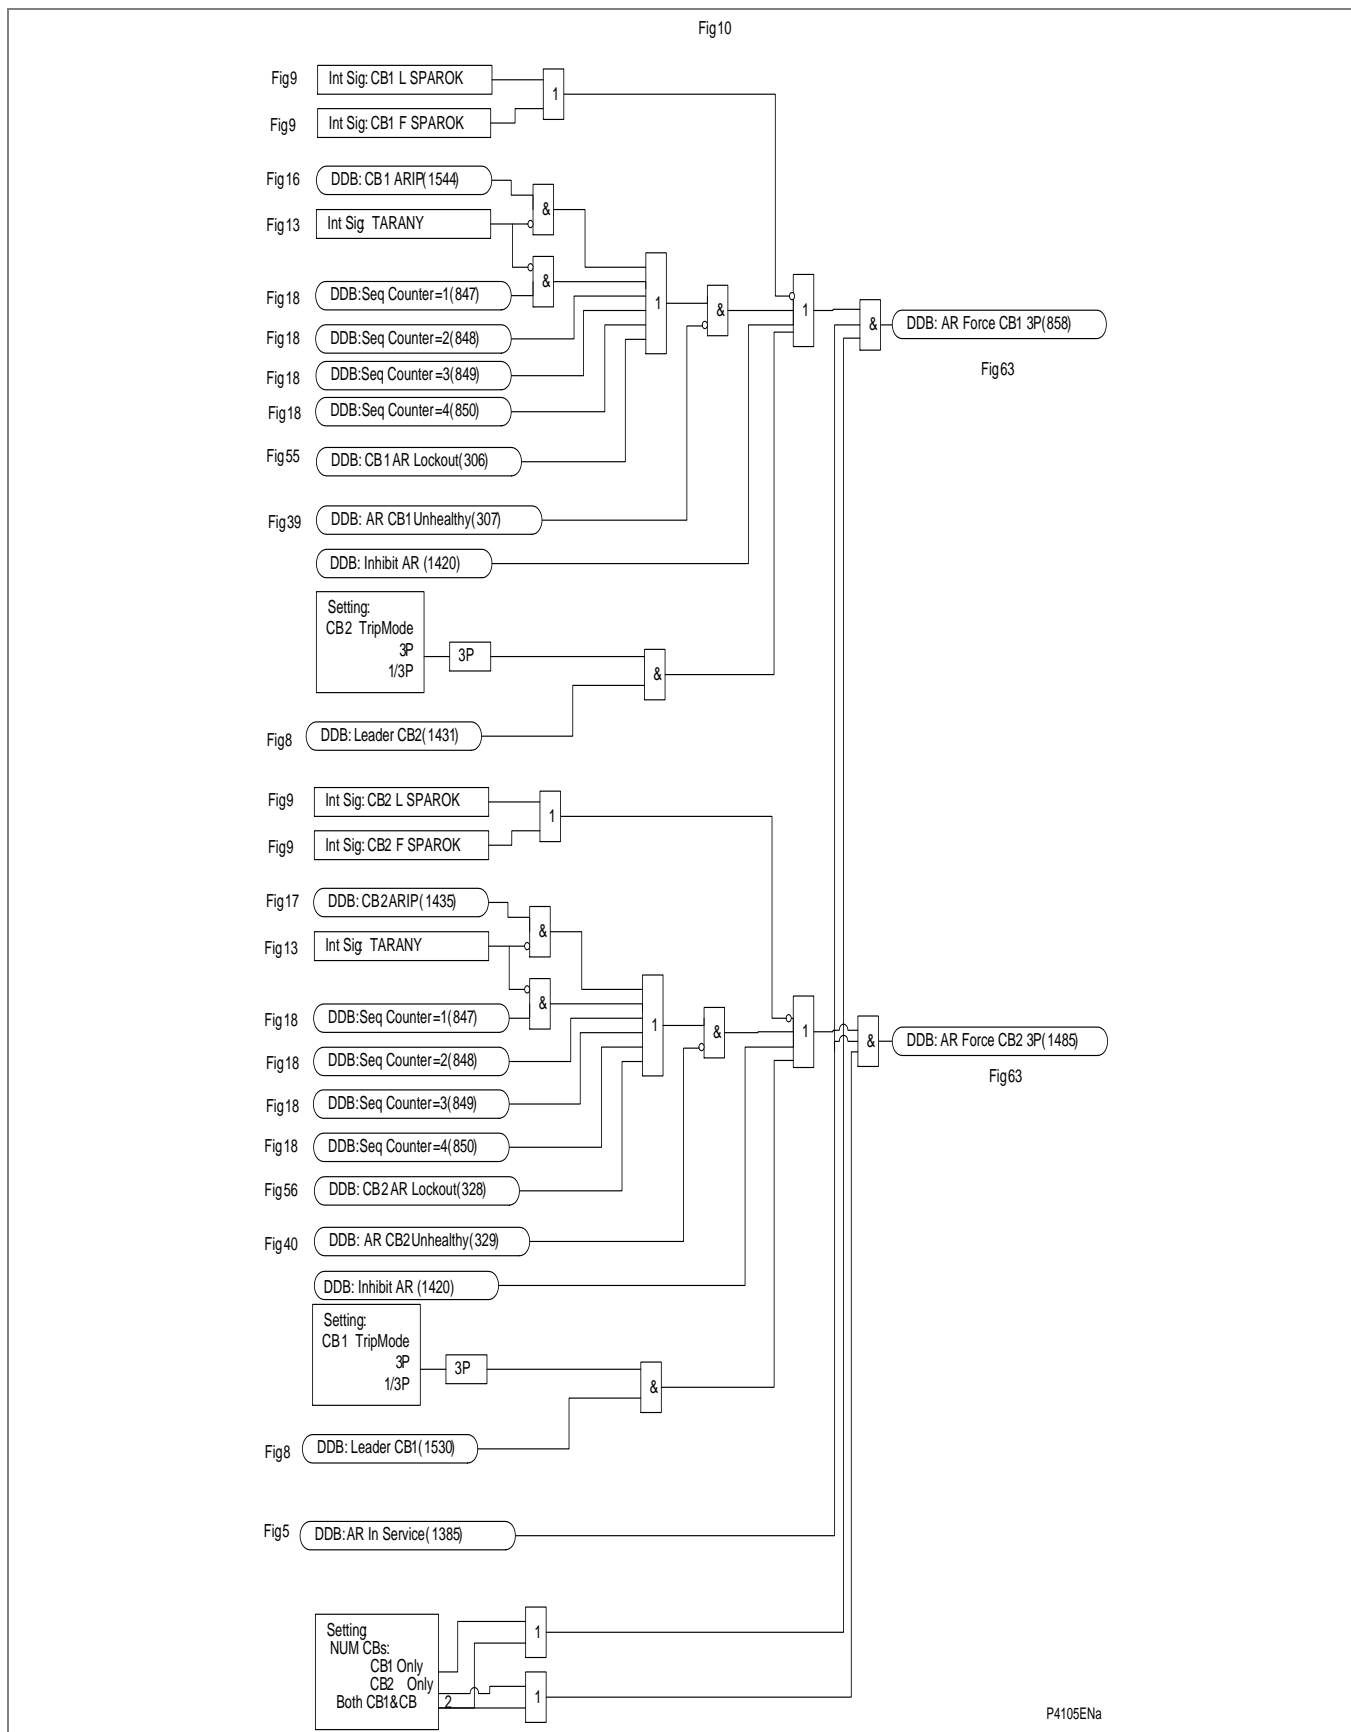 Fig10
Fig9 Int Sig: CB1 L SPAROK
1
Fig9 Int Sig: CB1 F SPAROK
Fig16 DDB: CB1 ARIP(1544)
&
Fig13 Int Sig: TARANY
&
Fig18 DDB:Seq Counter=1(847)
1
&
1
&
DDB: AR Force CB1 3P(858)
Fig18 DDB:Seq Counter=2(848)
Fig63
Fig18 DDB:Seq Counter=3(849)
Fig18 DDB:Seq Counter=4(850)
Fig55 DDB: CB1 AR Lockout(306)
Fig39 DDB: AR CB1Unhealthy(307)
DDB: Inhibit AR (1420)
Setting:
CB2 TripMode
3P
1/3P
3P
&
Fig8 DDB: Leader CB2(1431)
Fig9 Int Sig: CB2 L SPAROK
1
Fig9 Int Sig: CB2 F SPAROK
Fig17 DDB: CB2ARIP(1435)
&
Fig13 Int Sig: TARANY
&
Fig18 DDB:Seq Counter=1(847)
1
&
1
&
DDB: AR Force CB2 3P(1485)
Fig18 DDB:Seq Counter=2(848)
Fig63
Fig18 DDB:Seq Counter=3(849)
Fig18 DDB:Seq Counter=4(850)
Fig56 DDB: CB2 AR Lockout(328)
Fig40 DDB: AR CB2Unhealthy(329)
DDB: Inhibit AR (1420)
Setting:
CB1 TripMode
3P
1/3P
3P
&
Fig8 DDB: Leader CB1(1530)
Fig5 DDB:AR In Service(1385)
Setting
NUM CBs:
CB1 Only
CB2 Only
Both CB1&CB 2
1
1
P4105ENa